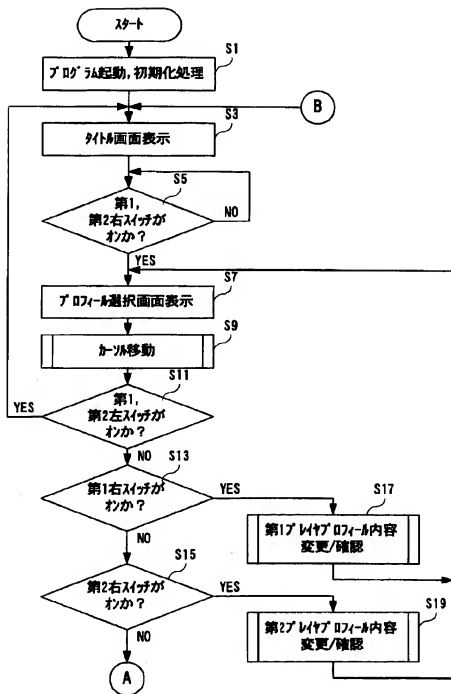 スタート
S1
プログラム起動,初期化処理
B
S3
タイトル画面表示
S5
第1,
第2右スイッチが
オンか?
NO
YES
S7
プロフィール選択画面表示
S9
カーソル移動
S11
第1,
第2左スイッチが
オンか?
YES
NO
S13
第1右スイッチが
オンか?
YES
NO
S17
第1プレイヤプロフィール内容
変更/確認
S15
第2右スイッチが
オンか?
YES
NO
S19
第2プレイヤプロフィール内容
変更/確認
A